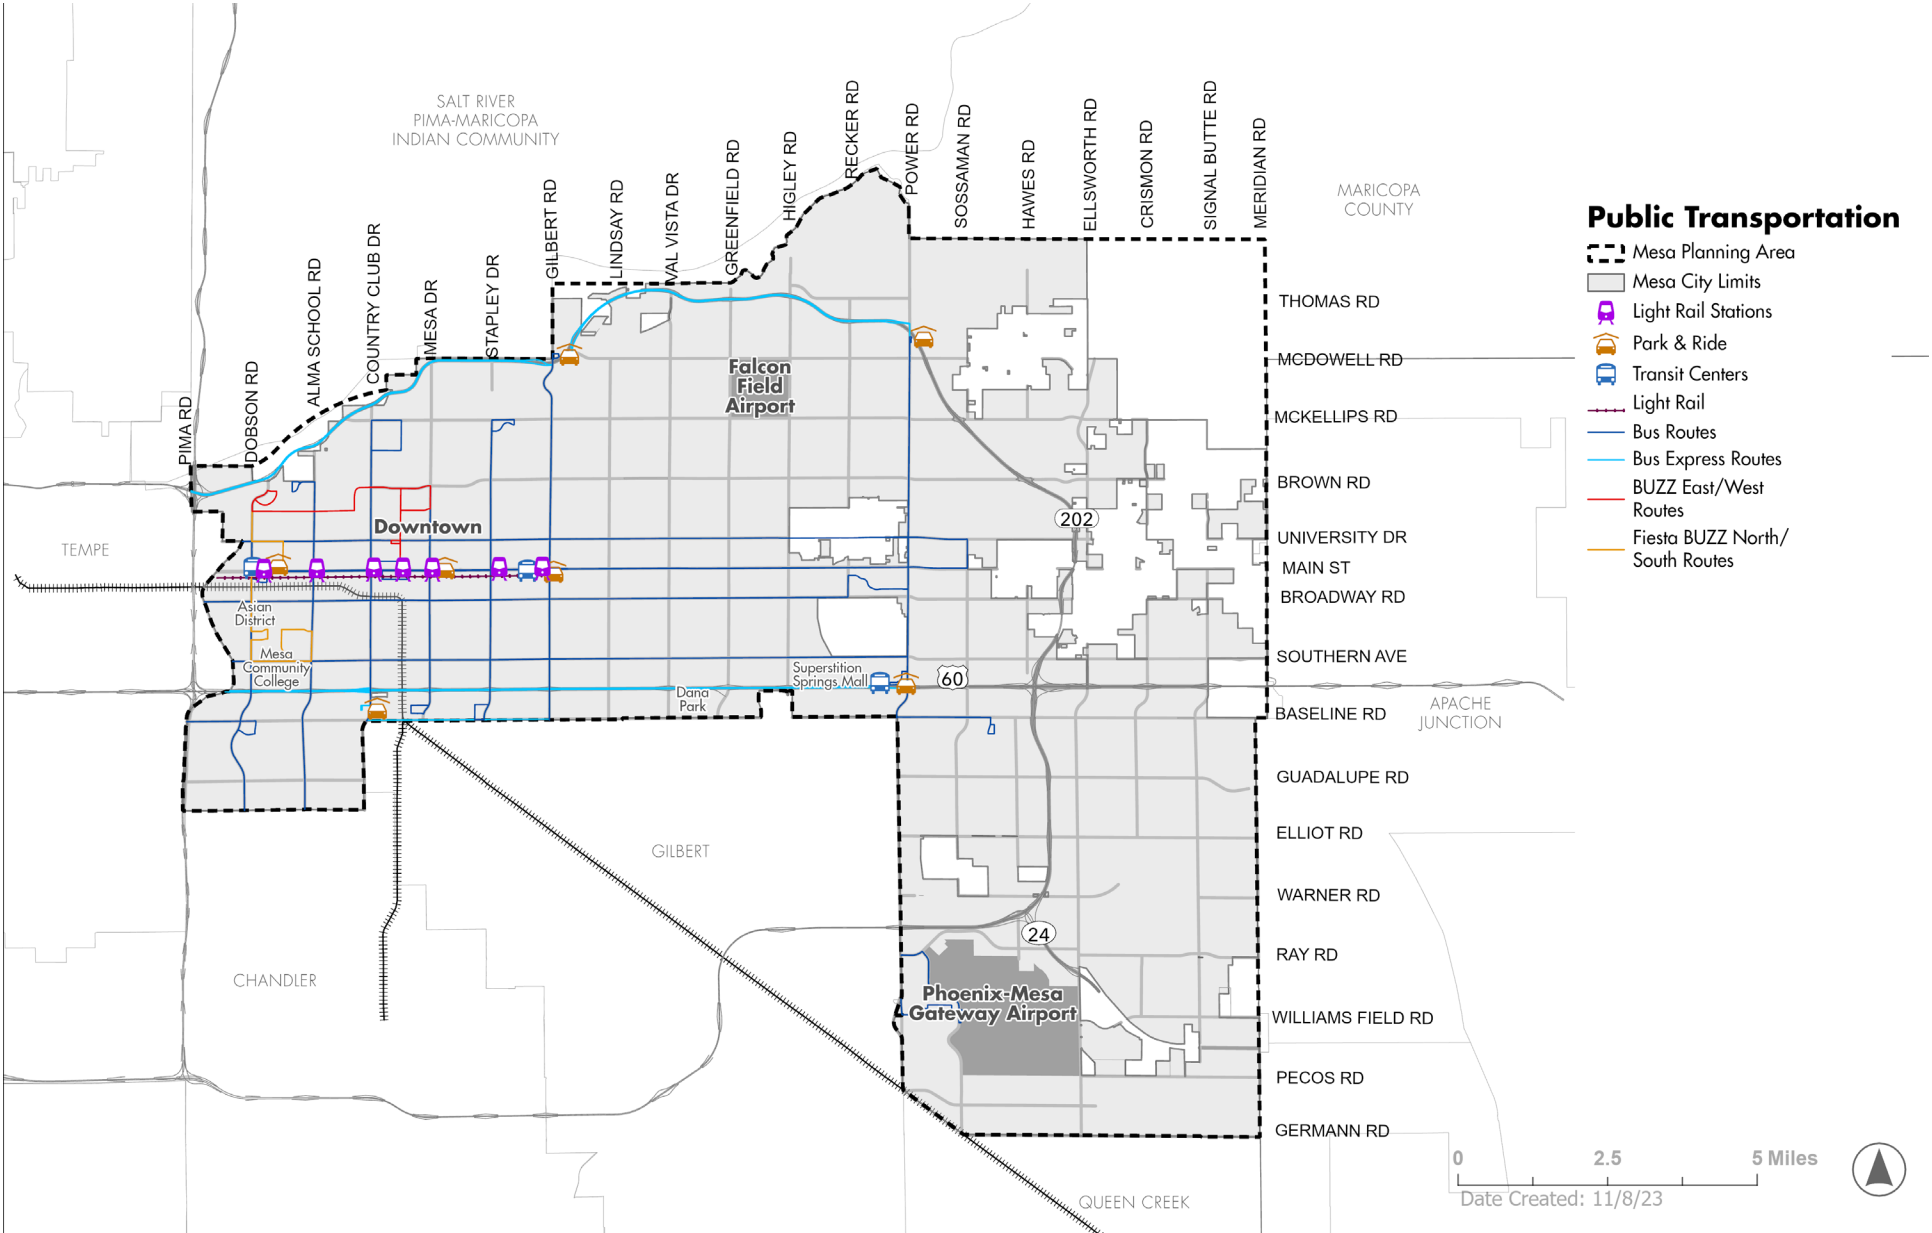 SALT RIVER
PIMA-MARICOPA
INDIAN COMMUNITY
MARICOPA
COUNTY
PIMA RD
DOBSON RD
ALMA SCHOOL RD
COUNTRY CLUB DR
MESA DR
STAPLEY DR
GILBERT RD
LINDSAY RD
VAL VISTA DR
GREENFIELD RD
HIGLEY RD
RECKER RD
POWER RD
SOSSAMAN RD
HAWES RD
ELLSWORTH RD
CRISMON RD
SIGNAL BUTTE RD
MERIDIAN RD
Public Transportation
Mesa Planning Area
Mesa City Limits
Light Rail Stations
Park & Ride
Transit Centers
Light Rail
Bus Routes
Bus Express Routes
BUZZ East/West
Routes
Fiesta BUZZ North/
South Routes
THOMAS RD
MCDOWELL RD
MCKELLIPS RD
BROWN RD
UNIVERSITY DR
MAIN ST
BROADWAY RD
SOUTHERN AVE
BASELINE RD
GUADALUPE RD
ELLIOT RD
WARNER RD
RAY RD
WILLIAMS FIELD RD
PECOS RD
GERMANN RD
Falcon
Field
Airport
Downtown
202
TEMPE
Asian
District
Mesa
Community
College
Superstition
Springs Mall
60
Dana
Park
APACHE
JUNCTION
GILBERT
CHANDLER
24
Phoenix-Mesa
Gateway Airport
QUEEN CREEK
0
2.5
5 Miles
Date Created: 11/8/23